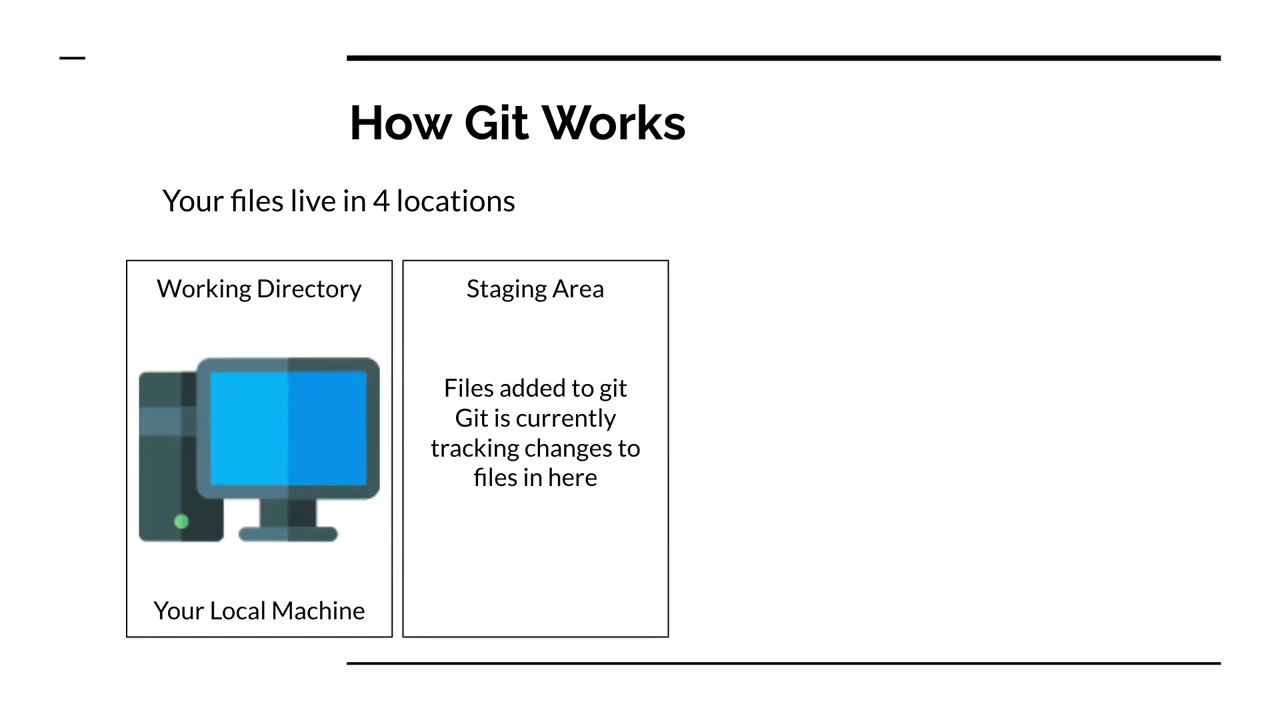 How Git Works
Your files live in 4 locations
Working Directory
Your Local Machine
Staging Area
Files added to git
Git is currently
tracking changes to
files in here